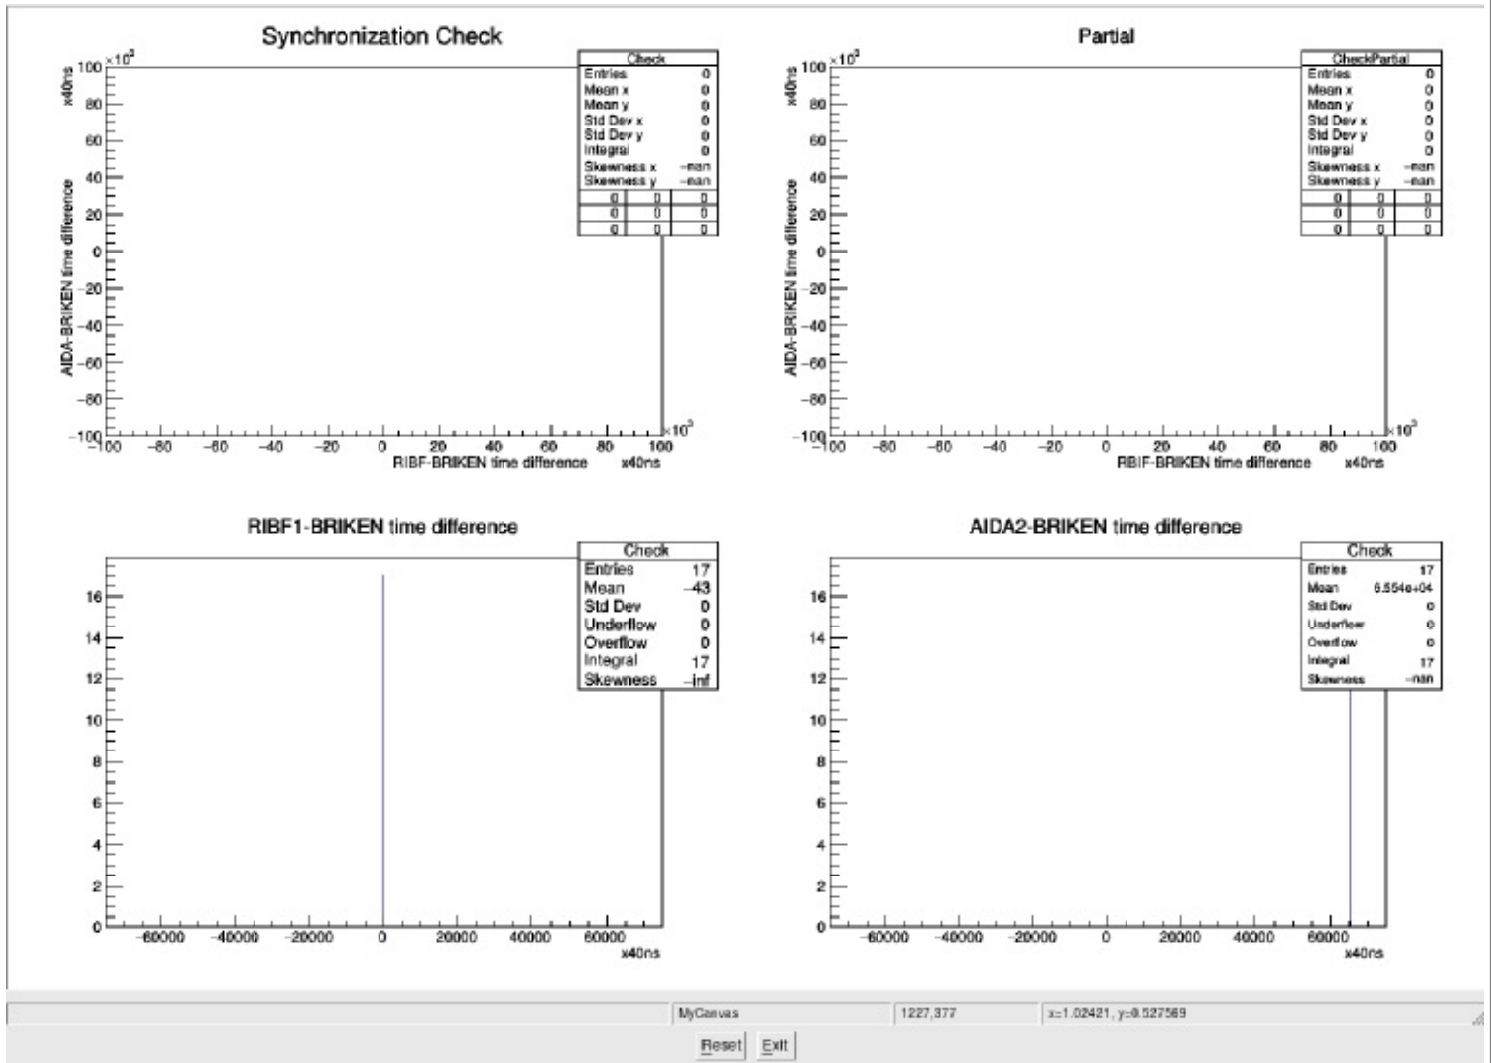 Synchronization Check
×10³
x40ns
AIDA-BRIKEN time difference
100
80
60
40
20
0
−20
−40
−60
−80
−100
−100 −80 −60 −40 −20 0 20 40 60 80 100
×10³
RIBF-BRIKEN time difference x40ns
Check
Entries 0
Mean x 0
Mean y 0
Std Dev x 0
Std Dev y 0
Integral 0
Skewness x −nan
Skewness y −nan
0 0 0
0 0 0
0 0 0
Partial
×10³
x40ns
AIDA-BRIKEN time difference
100
80
60
40
20
0
−20
−40
−60
−80
−100
−100 −80 −60 −40 −20 0 20 40 60 80 100
×10³
RBIF-BRIKEN time difference x40ns
CheckPartial
Entries 0
Mean x 0
Mean y 0
Std Dev x 0
Std Dev y 0
Integral 0
Skewness x −nan
Skewness y −nan
0 0 0
0 0 0
0 0 0
RIBF1-BRIKEN time difference
16
14
12
10
8
6
4
2
0
−60000 −40000 −20000 0 20000 40000 60000
x40ns
Check
Entries 17
Mean −43
Std Dev 0
Underflow 0
Overflow 0
Integral 17
Skewness −inf
AIDA2-BRIKEN time difference
16
14
12
10
8
6
4
2
0
−60000 −40000 −20000 0 20000 40000 60000
x40ns
Check
Entries 17
Mean 6.554e+04
Std Dev 0
Underflow 0
Overflow 0
Integral 17
Skewness −nan
MyCanvas 1227,377 x=1.02421, y=0.527569
Reset Exit